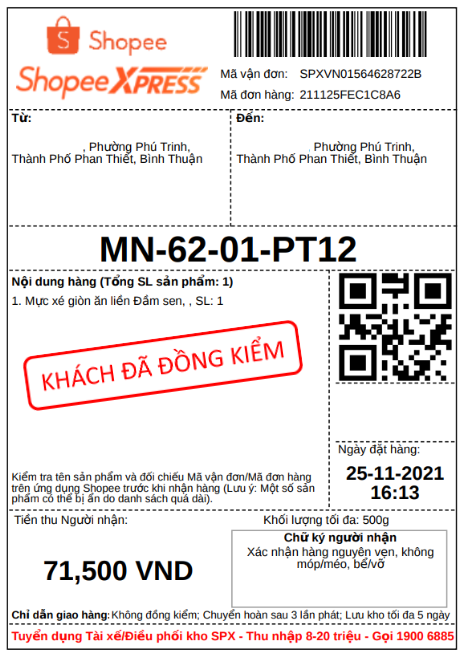 Shopee
Shopee XPRESS
Mã vận đơn: SPXVN01564628722B
Mã đơn hàng: 211125FEC1C8A6
Từ:
, Phường Phú Trinh,
Thành Phố Phan Thiết, Bình Thuận
Đến:
, Phường Phú Trinh,
Thành Phố Phan Thiết, Bình Thuận
MN-62-01-PT12
Nội dung hàng (Tổng SL sản phẩm: 1)
1. Mực xé giòn ăn liền Đầm sen, , SL: 1
KHÁCH ĐÃ ĐỒNG KIỂM
Kiểm tra tên sản phẩm và đối chiếu Mã vận đơn/Mã đơn hàng
trên ứng dụng Shopee trước khi nhận hàng (Lưu ý: Một số sản
phẩm có thể bị ẩn do danh sách quá dài).
Ngày đặt hàng:
25-11-2021
16:13
Tiền thu Người nhận:
71,500 VND
Khối lượng tối đa: 500g
Chữ ký người nhận
Xác nhận hàng nguyên vẹn, không
móp/méo, bể/vỡ
Chỉ dẫn giao hàng: Không đồng kiểm; Chuyển hoàn sau 3 lần phát; Lưu kho tối đa 5 ngày
Tuyển dụng Tài xế/Điều phối kho SPX - Thu nhập 8-20 triệu - Gọi 1900 6885